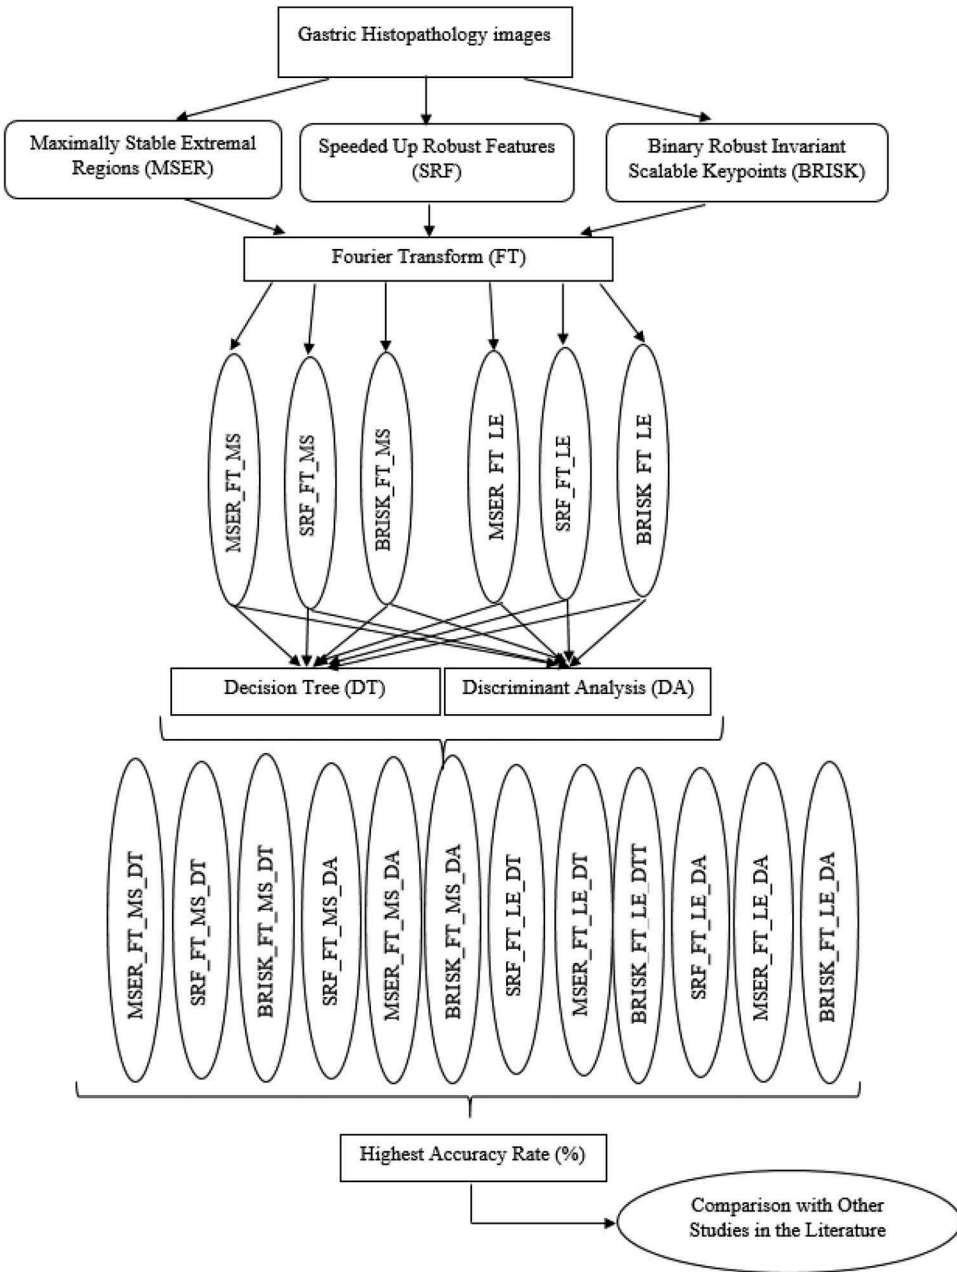 Gastric Histopathology images
Maximally Stable Extremal
Regions (MSER)
Speeded Up Robust Features
(SRF)
Binary Robust Invariant
Scalable Keypoints (BRISK)
Fourier Transform (FT)
MSER_FT_MS
SRF_FT_MS
BRISK_FT_MS
MSER_FT_LE
SRF_FT_LE
BRISK_FT_LE
Decision Tree (DT)
Discriminant Analysis (DA)
MSER_FT_MS_DT
SRF_FT_MS_DT
BRISK_FT_MS_DT
SRF_FT_MS_DA
MSER_FT_MS_DA
BRISK_FT_MS_DA
SRF_FT_LE_DT
MSER_FT_LE_DT
BRISK_FT_LE_DTT
SRF_FT_LE_DA
MSER_FT_LE_DA
BRISK_FT_LE_DA
Highest Accuracy Rate (%)
Comparison with Other
Studies in the Literature